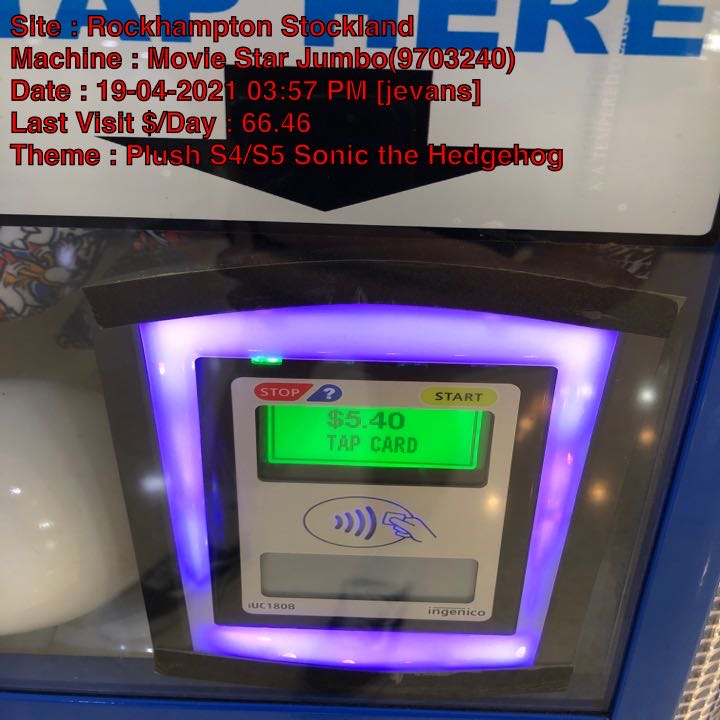 TAP HERE
Site : Rockhampton Stockland
Machine : Movie Star Jumbo(9703240)
Date : 19-04-2021 03:57 PM [jevans]
Last Visit $/Day : 66.46
Theme : Plush S4/S5 Sonic the Hedgehog
STOP ? START
$5.40
TAP CARD
iUC180B ingenico